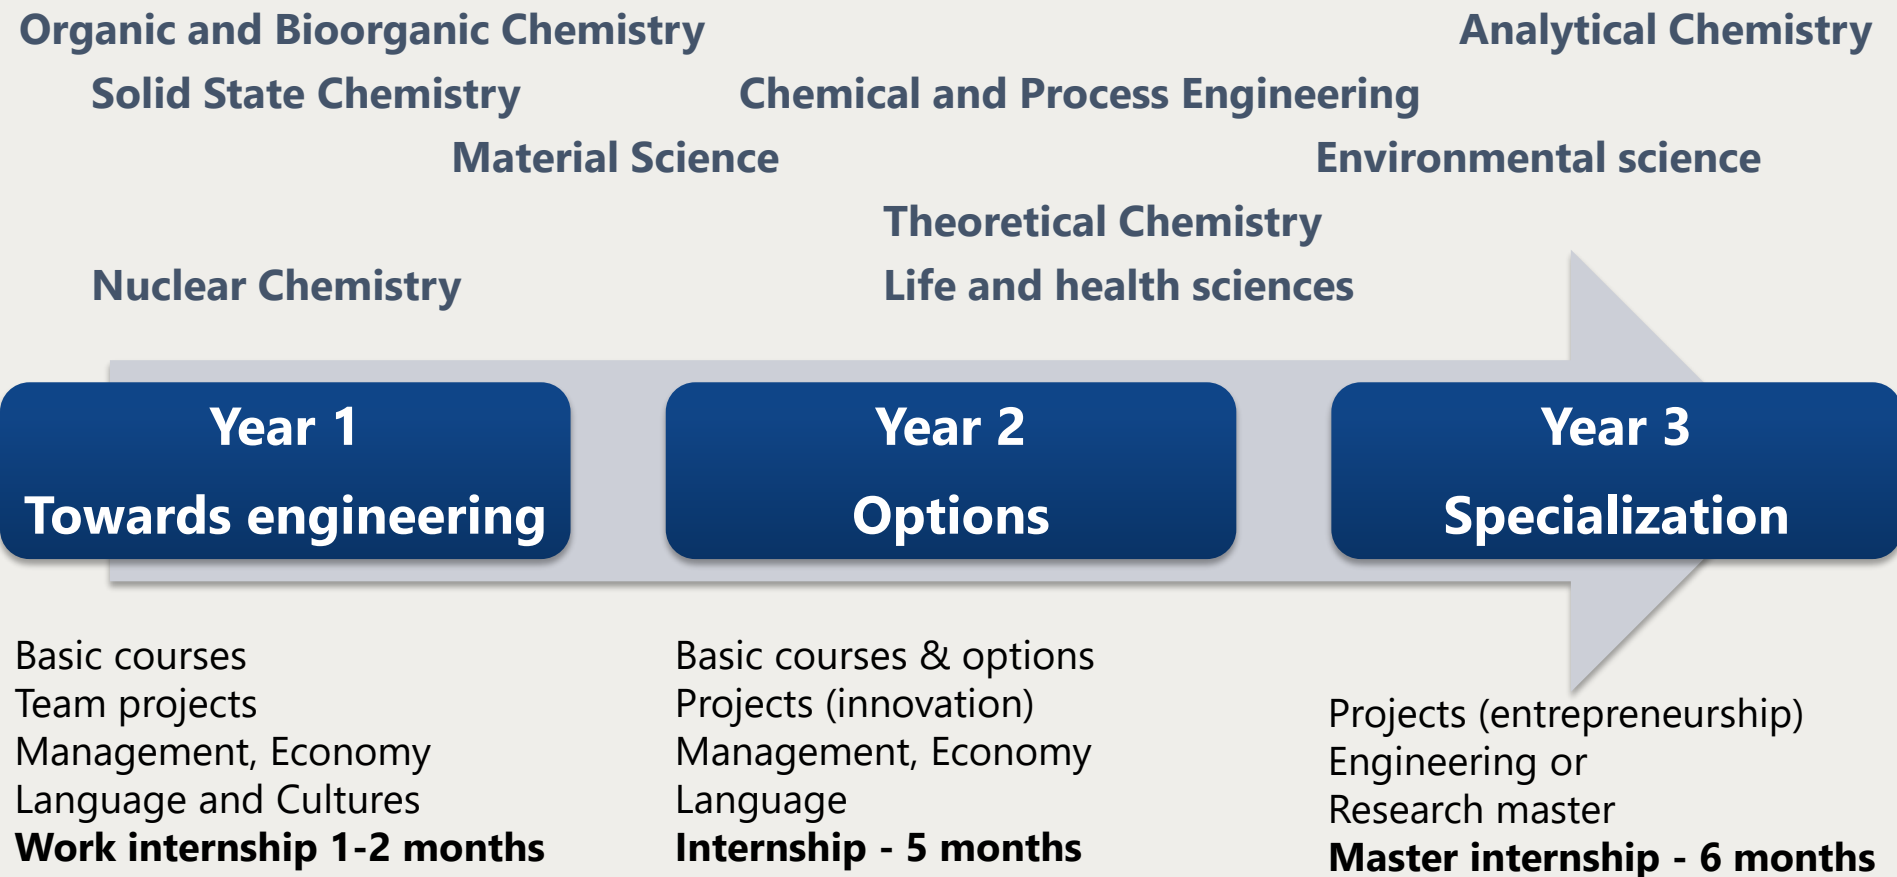 Organic and Bioorganic Chemistry
Analytical Chemistry
Solid State Chemistry
Chemical and Process Engineering
Material Science
Environmental science
Theoretical Chemistry
Nuclear Chemistry
Life and health sciences
Year 1
Towards engineering
Year 2
Options
Year 3
Specialization
Basic courses
Team projects
Management, Economy
Language and Cultures
Work internship 1-2 months
Basic courses & options
Projects (innovation)
Management, Economy
Language
Internship - 5 months
Projects (entrepreneurship)
Engineering or
Research master
Master internship - 6 months